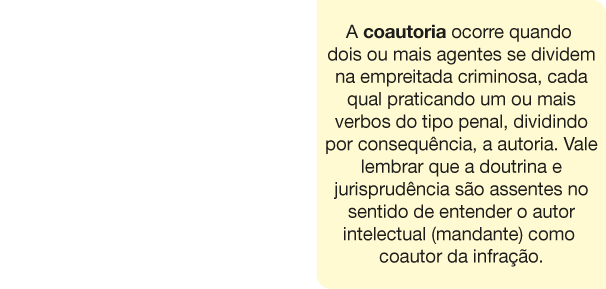 A coautoria ocorre quando
dois ou mais agentes se dividem
na empreitada criminosa, cada
qual praticando um ou mais
verbos do tipo penal, dividindo
por consequência, a autoria. Vale
lembrar que a doutrina e
jurisprudência são assentes no
sentido de entender o autor
intelectual (mandante) como
coautor da infração.